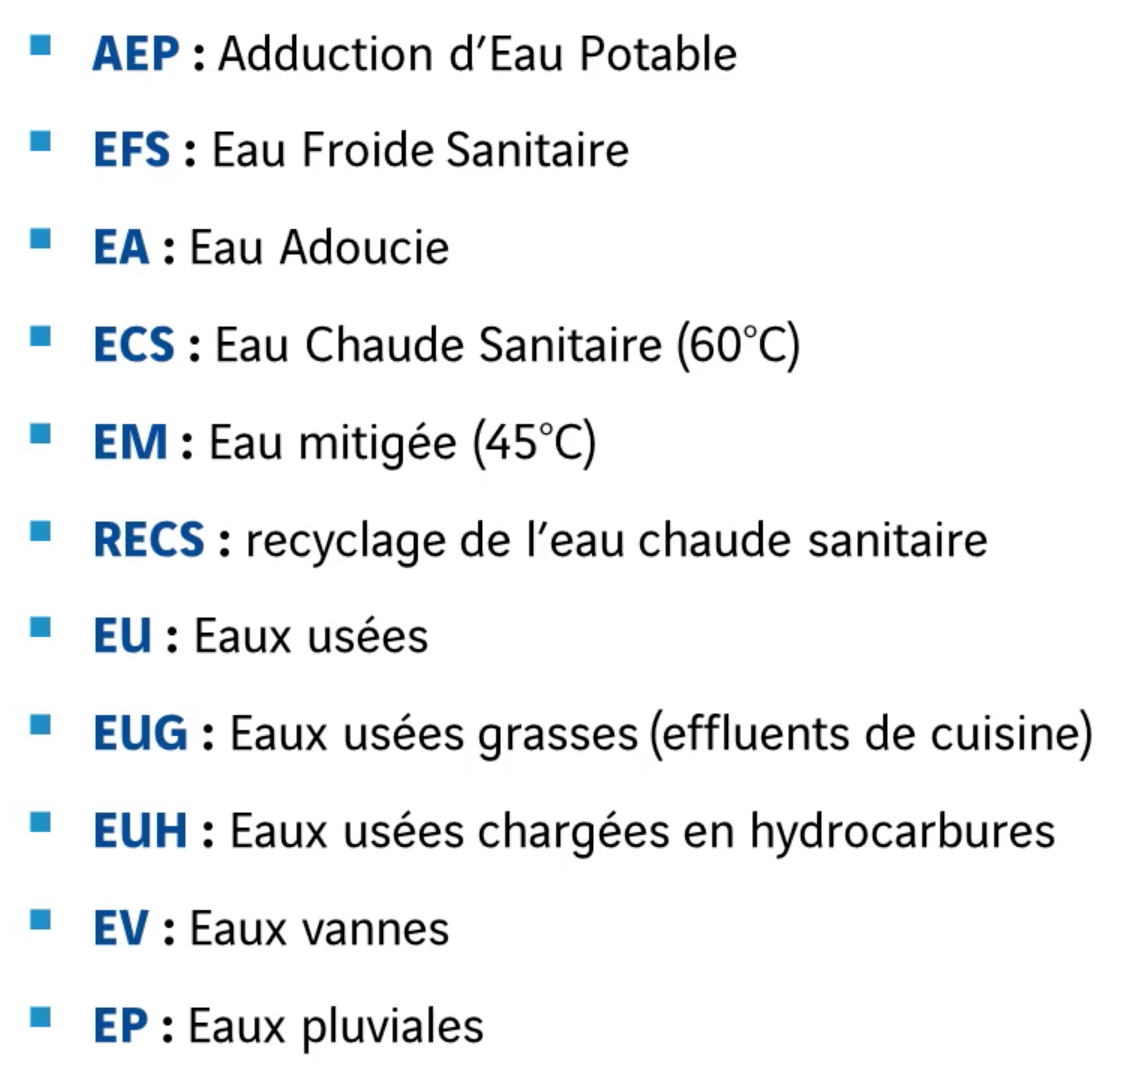 AEP : Adduction d'Eau Potable
EFS : Eau Froide Sanitaire
EA : Eau Adoucie
ECS : Eau Chaude Sanitaire (60°C)
EM : Eau mitigée (45°C)
RECS : recyclage de l'eau chaude sanitaire
EU : Eaux usées
EUG : Eaux usées grasses (effluents de cuisine)
EUH : Eaux usées chargées en hydrocarbures
EV : Eaux vannes
EP : Eaux pluviales